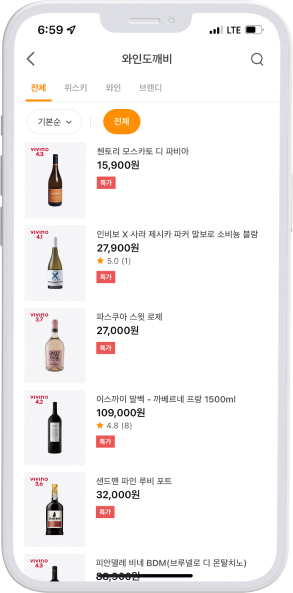 6:59 LTE
와인도깨비
전체 위스키 와인 브랜디
기본순 전체
VIVINO
4.3
첸토리 모스카토 디 파비아
15,900원
특가
VIVINO
4.1
인비보 X 사라 제시카 파커 말보로 소비뇽 블랑
27,900원
5.0 (1)
특가
VIVINO
3.7
파스쿠아 스윗 로제
27,000원
특가
VIVINO
4.2
이스까이 말벡 - 까베르네 프랑 1500ml
109,000원
4.8 (8)
특가
VIVINO
3.6
샌드맨 파인 루비 포트
32,000원
특가
VIVINO
4.3
피안델레 비네 BDM(브루넬로 디 몬탈치노)